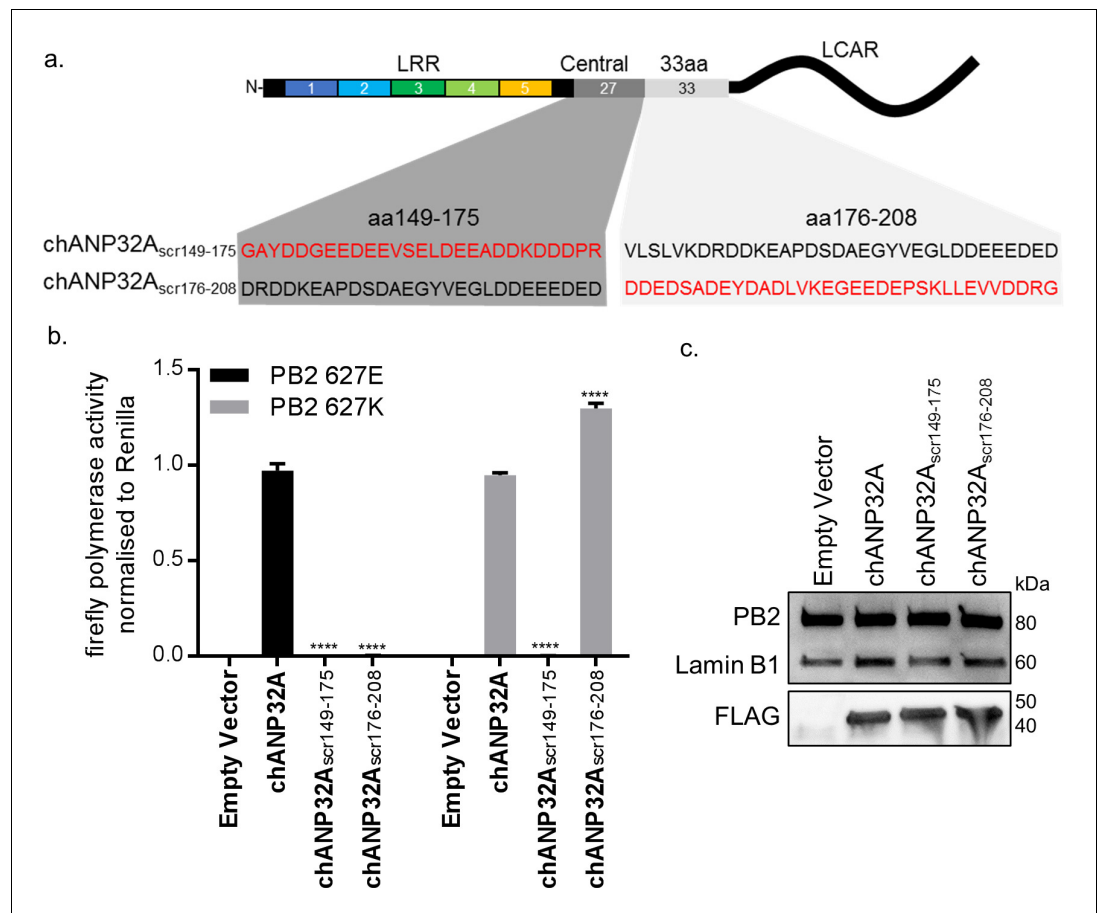 a.
LRR Central 33aa LCAR
N- 1 2 3 4 5 27 33
aa149-175 aa176-208
chANP32Ascr149-175 GAYDDGEEDEEVSELDEEADDKDDDPR VLSLVKDRDDKEAPDSDAEGYVEGLDDEEEDED
chANP32Ascr176-208 DRDDKEAPDSDAEGYVEGLDDEEEDED DDEDSADEYDADLVKEGEEDEPSKLLEVVDDRG
b.
firefly polymerase activity
normalised to Renilla
1.5
1.0
0.5
0.0
PB2 627E
PB2 627K
**** **** **** ****
Empty Vector
chANP32A
chANP32Ascr149-175
chANP32Ascr176-208
Empty Vector
chANP32A
chANP32Ascr149-175
chANP32Ascr176-208
c.
Empty Vector
chANP32A
chANP32Ascr149-175
chANP32Ascr176-208
kDa
PB2 80
Lamin B1 60
FLAG 50
40